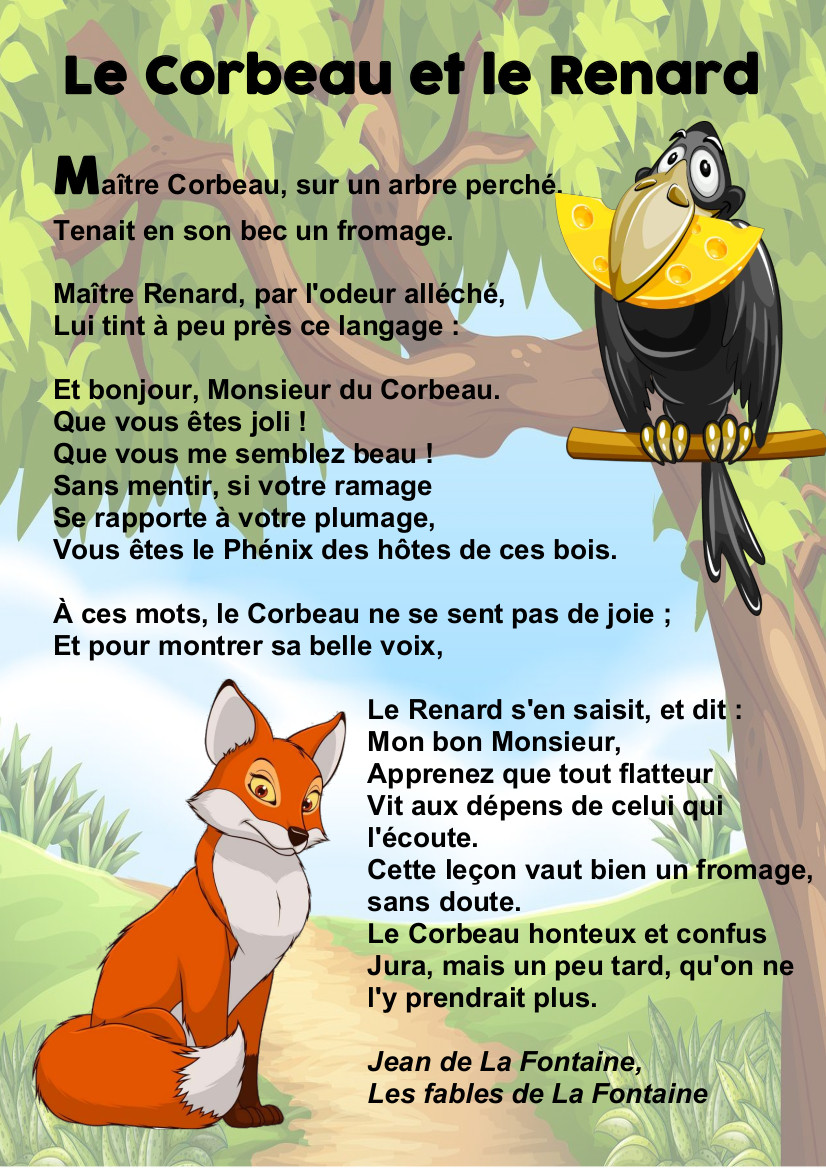 Le Corbeau et le Renard
Maître Corbeau, sur un arbre perché.
Tenait en son bec un fromage.
Maître Renard, par l'odeur alléché,
Lui tint à peu près ce langage :
Et bonjour, Monsieur du Corbeau.
Que vous êtes joli !
Que vous me semblez beau !
Sans mentir, si votre ramage
Se rapporte à votre plumage,
Vous êtes le Phénix des hôtes de ces bois.
À ces mots, le Corbeau ne se sent pas de joie ;
Et pour montrer sa belle voix,
Le Renard s'en saisit, et dit :
Mon bon Monsieur,
Apprenez que tout flatteur
Vit aux dépens de celui qui
l'écoute.
Cette leçon vaut bien un fromage,
sans doute.
Le Corbeau honteux et confus
Jura, mais un peu tard, qu'on ne
l'y prendrait plus.
Jean de La Fontaine,
Les fables de La Fontaine